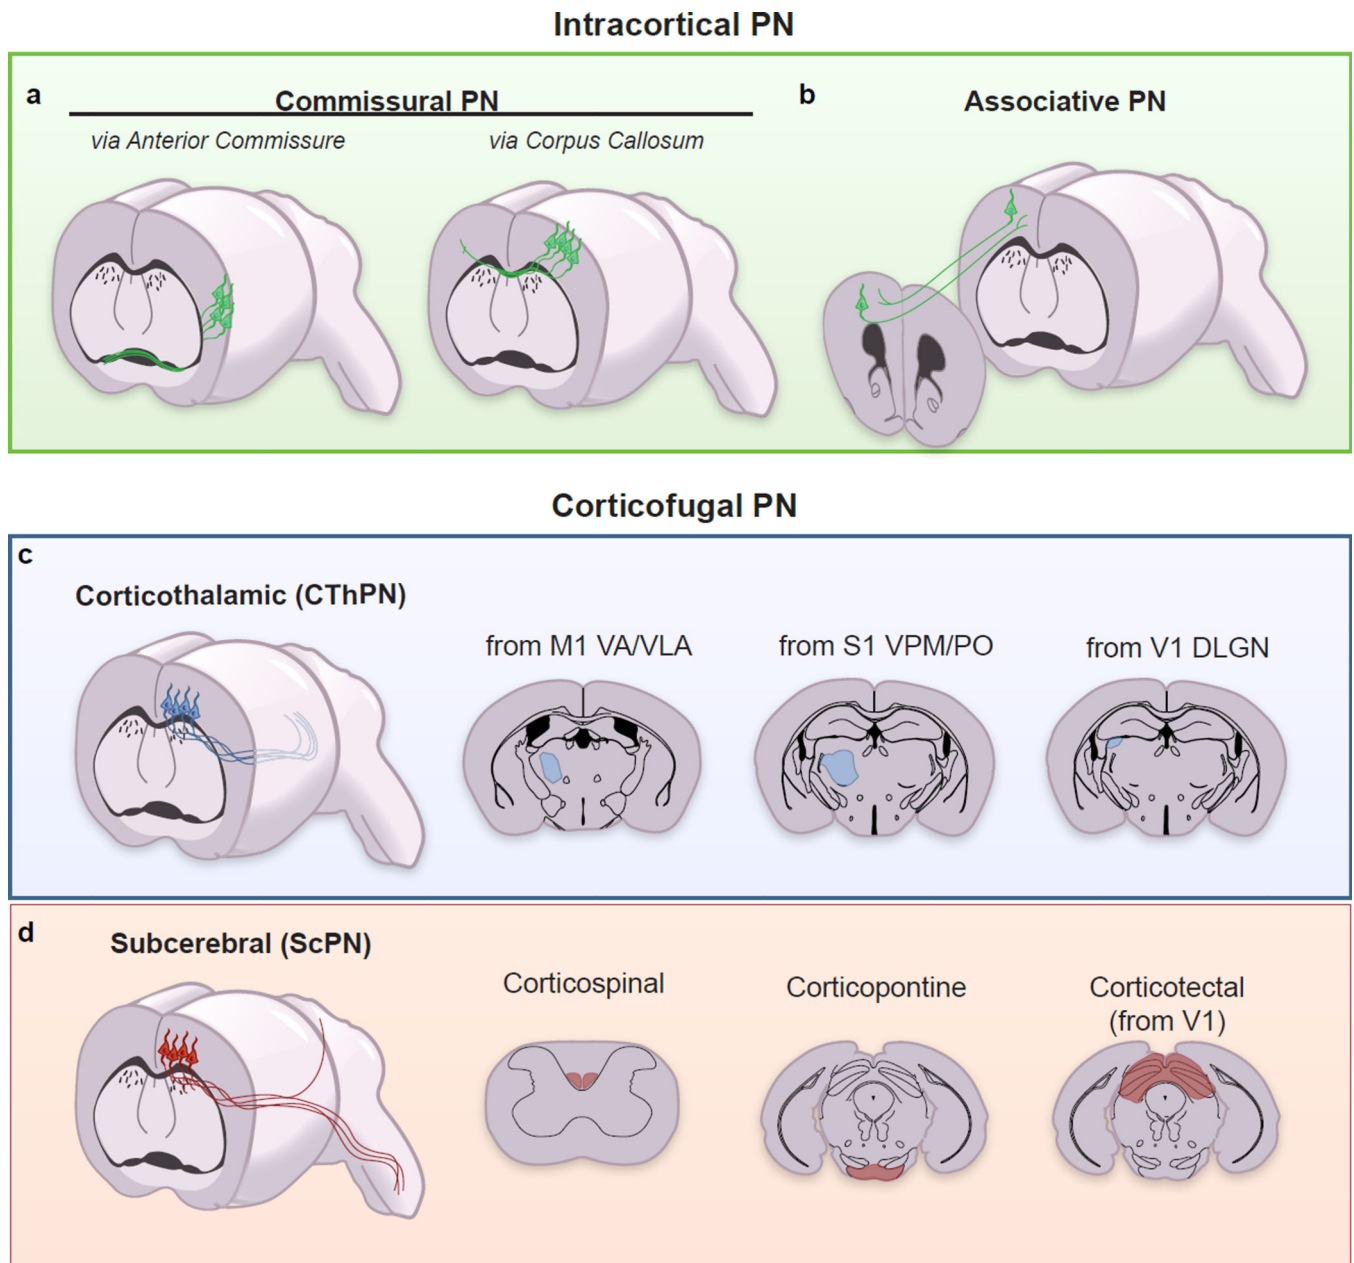 Intracortical PN
a
Commissural PN
via Anterior Commissure
via Corpus Callosum
b
Associative PN
Corticofugal PN
c
Corticothalamic (CThPN)
from M1 VA/VLA
from S1 VPM/PO
from V1 DLGN
d
Subcerebral (ScPN)
Corticospinal
Corticopontine
Corticotectal
(from V1)